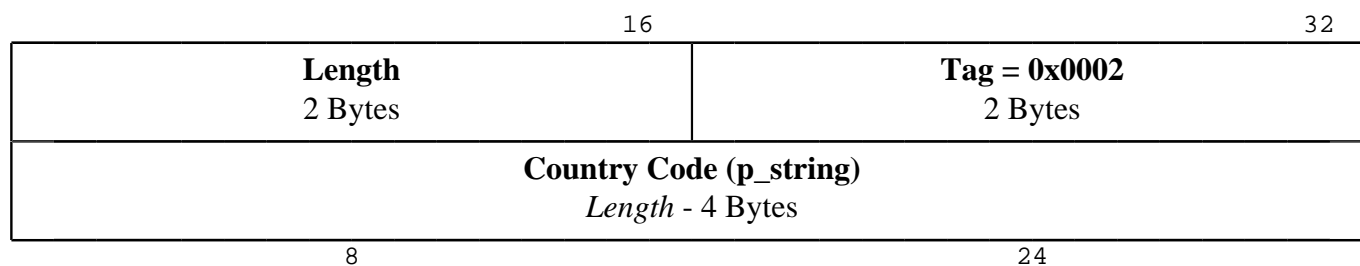 16 32
Length Tag = 0x0002
2 Bytes 2 Bytes
Country Code (p_string)
Length - 4 Bytes
8 24